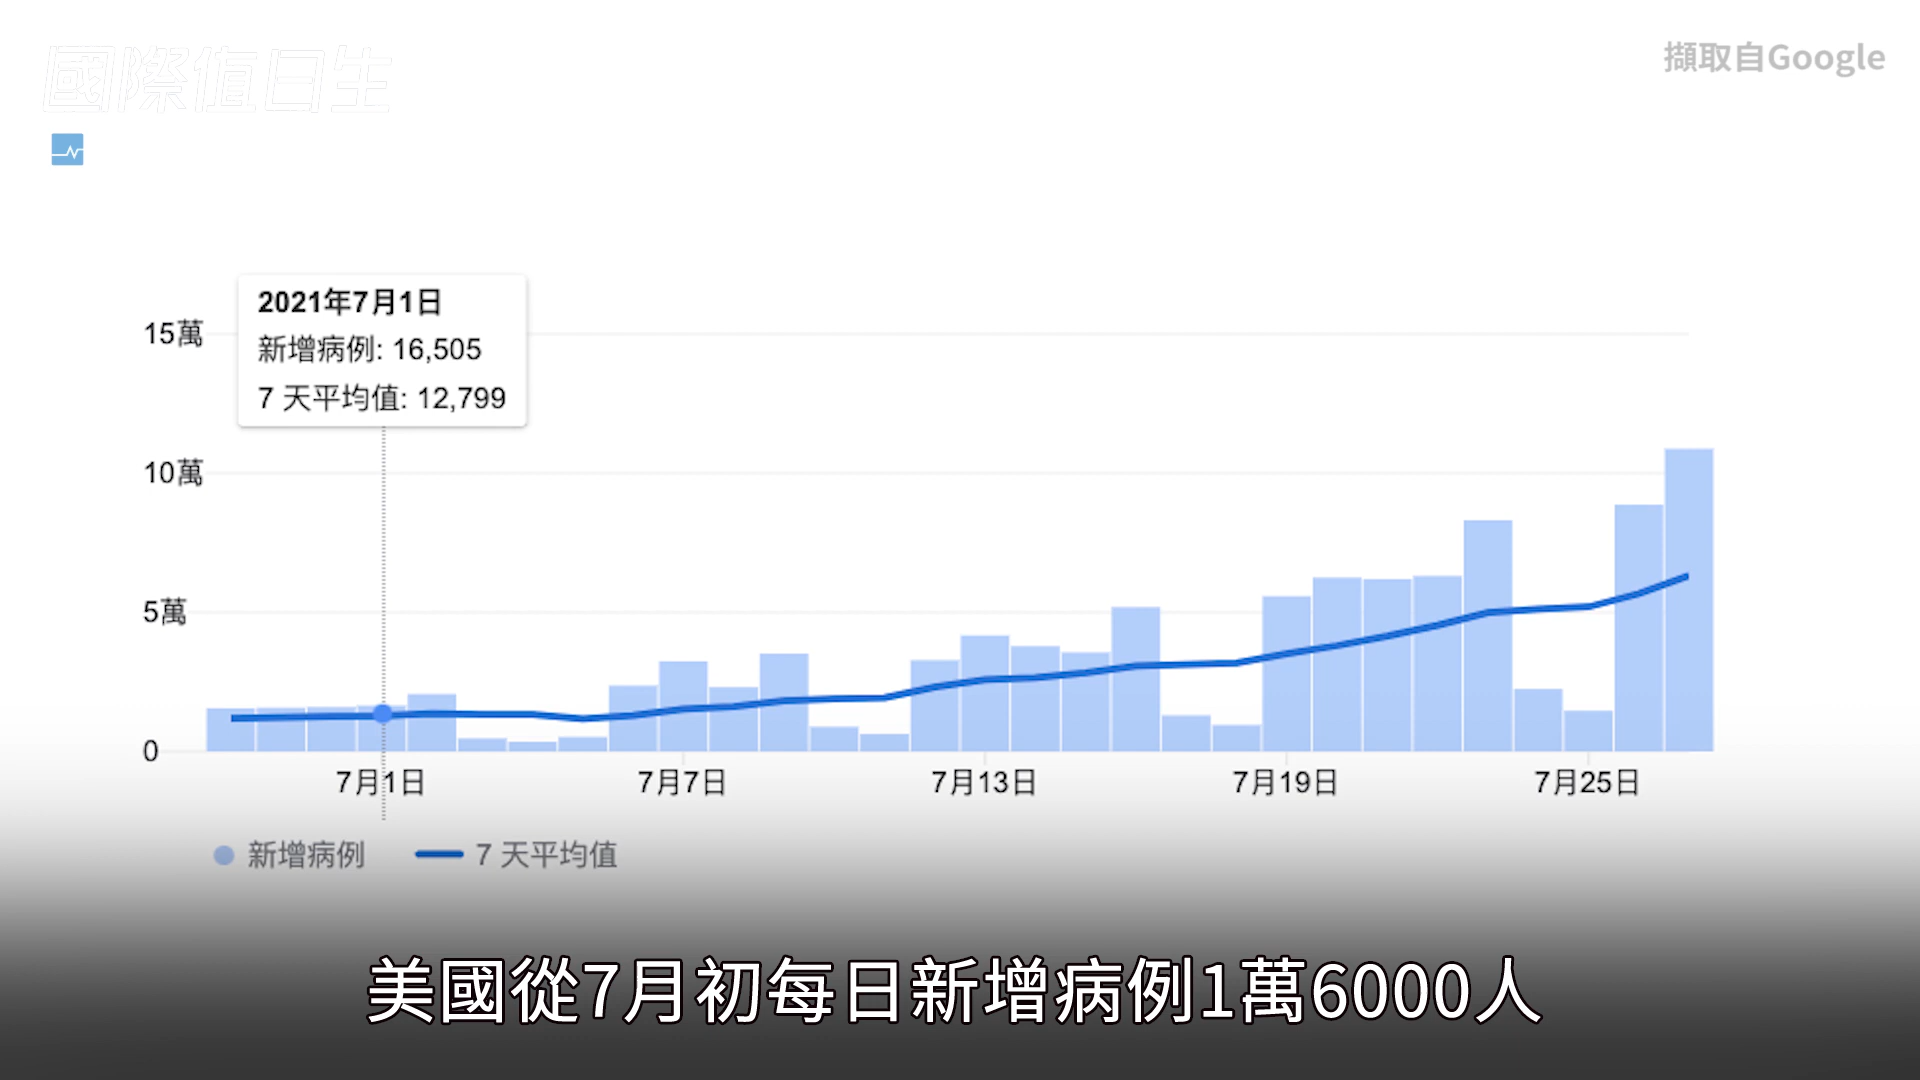 國際值日生
擷取自Google
2021年7月1日
新增病例: 16,505
7 天平均值: 12,799
15萬
10萬
5萬
0
7月1日
7月7日
7月13日
7月19日
7月25日
新增病例
7 天平均值
美國從7月初每日新增病例1萬6000人